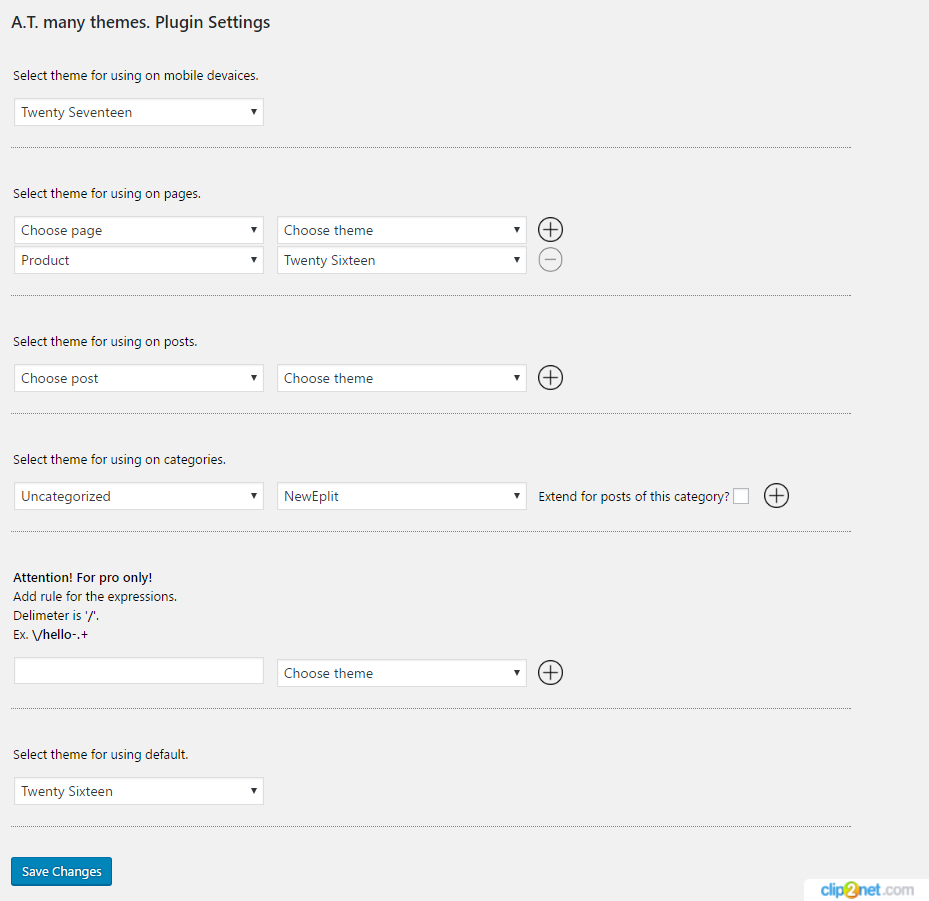 A.T. many themes. Plugin Settings
Select theme for using on mobile devaices.
Twenty Seventeen
Select theme for using on pages.
Choose page Choose theme
Product Twenty Sixteen
Select theme for using on posts.
Choose post Choose theme
Select theme for using on categories.
Uncategorized NewEplit Extend for posts of this category?
Attention! For pro only!
Add rule for the expressions.
Delimeter is '/'.
Ex. \/hello-.+
Choose theme
Select theme for using default.
Twenty Sixteen
Save Changes
clip2net.com